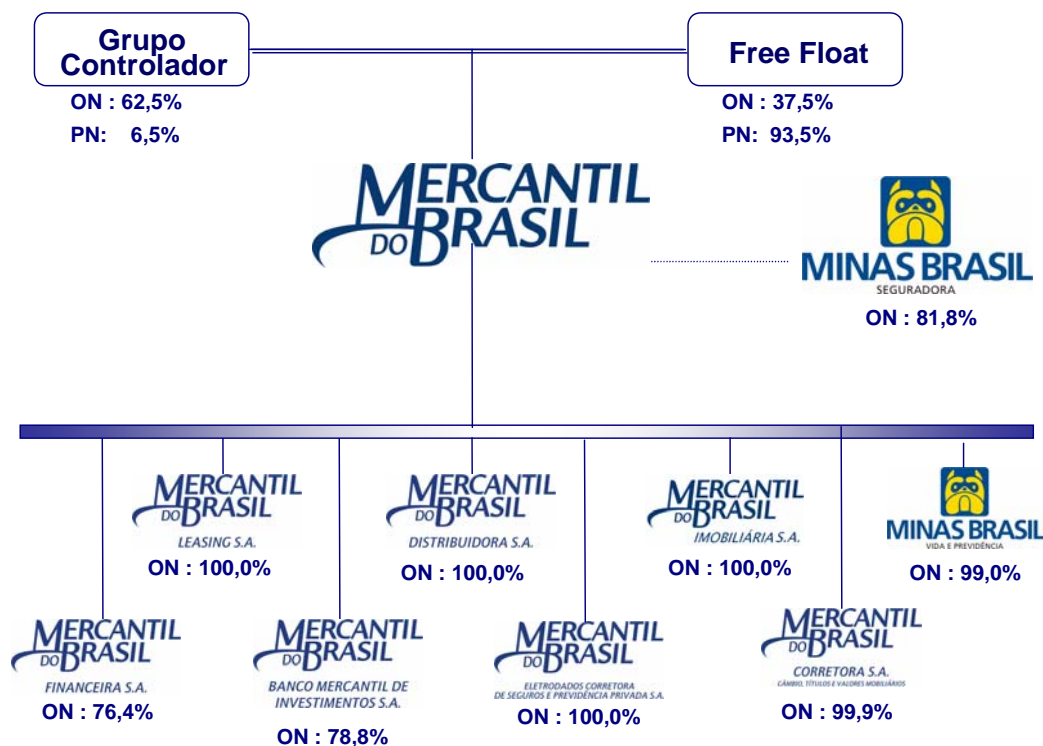 Grupo
Controlador
ON : 62,5%
PN: 6,5%
Free Float
ON : 37,5%
PN: 93,5%
MERCANTIL
DO BRASIL
MINAS BRASIL
SEGURADORA
ON : 81,8%
MERCANTIL
DO BRASIL
LEASING S.A.
ON : 100,0%
MERCANTIL
DO BRASIL
DISTRIBUIDORA S.A.
ON : 100,0%
MERCANTIL
DO BRASIL
IMOBILIÁRIA S.A.
ON : 100,0%
MINAS BRASIL
VIDA E PREVIDÊNCIA
ON : 99,0%
MERCANTIL
DO BRASIL
FINANCEIRA S.A.
ON : 76,4%
MERCANTIL
DO BRASIL
BANCO MERCANTIL DE
INVESTIMENTOS S.A.
ON : 78,8%
MERCANTIL
DO BRASIL
ELETRODADOS CORRETORA
DE SEGUROS E PREVIDÊNCIA PRIVADA S.A.
ON : 100,0%
MERCANTIL
DO BRASIL
CORRETORA S.A.
CÂMBIO, TÍTULOS E VALORES MOBILIÁRIOS
ON : 99,9%